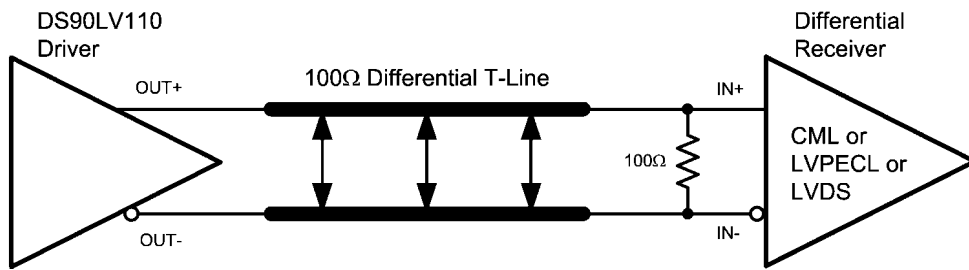 DS90LV110
Driver
Differential
Receiver
100Ω Differential T-Line
OUT+
IN+
100Ω
CML or
LVPECL or
LVDS
OUT-
IN-